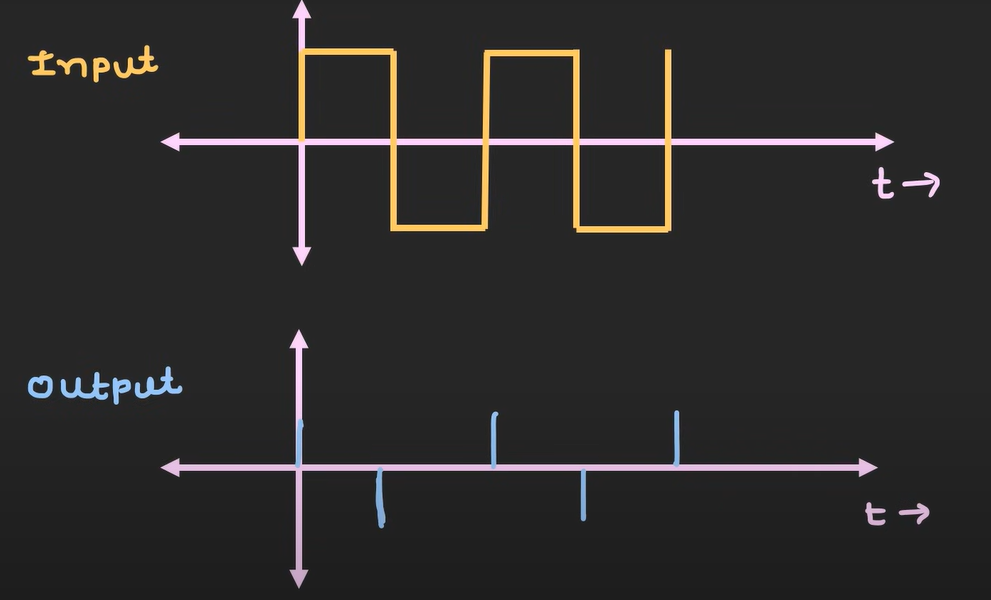 Input
t →
Output
t →